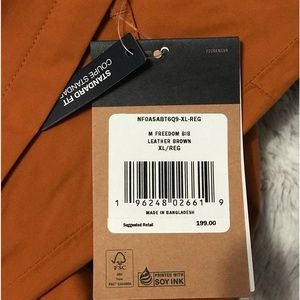 STANDARD FIT
COUPE STANDARD
NF0A5ABT6Q9-XL-REG
M FREEDOM BIB
LEATHER BROWN
XL/REG
1 96248 02661 9
MADE IN BANGLADESH
Suggested Retail
199.00
FSC
PRINTED WITH
SOY INK